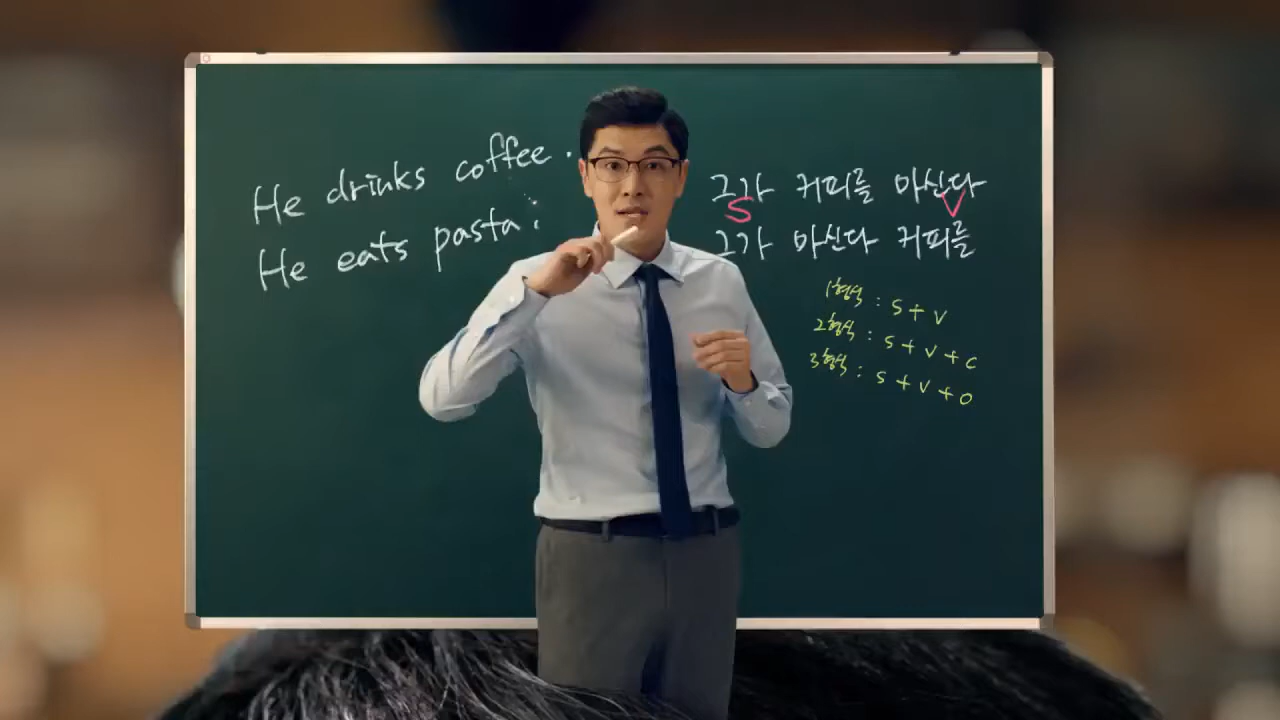 He drinks coffee.
He eats pasta.
그가 커피를 마신다
S V
그가 마신다 커피를
1형식 : S + V
2형식 : S + V + C
3형식 : S + V + O